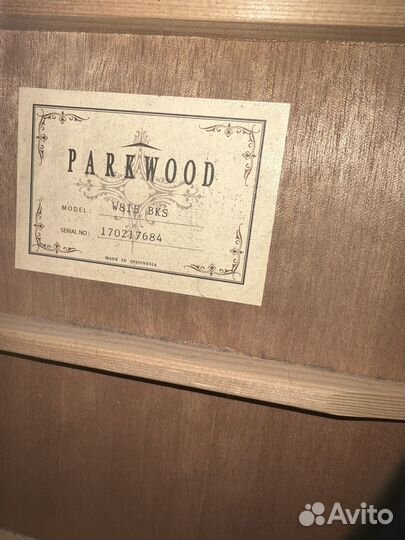 PARKWOOD
MODEL: W81E BKS
SERIAL NO: 170217684
MADE IN INDONESIA
Avito